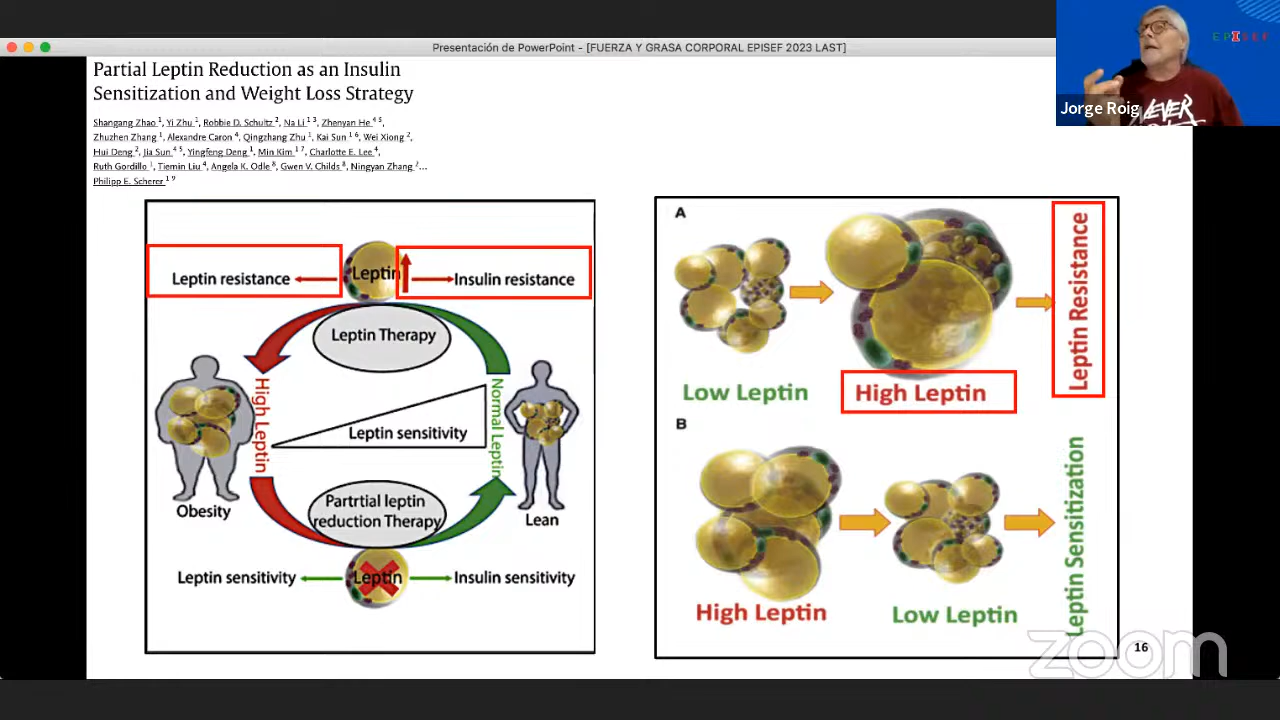 Presentación de PowerPoint - [FUERZA Y GRASA CORPORAL EPISEF 2023 LAST]
EPISEF
Jorge Roig
NEVER
Partial Leptin Reduction as an Insulin
Sensitization and Weight Loss Strategy
Shangang Zhao 1, Yi Zhu 1, Robbie D. Schultz 2, Na Li 1 3, Zhenyan He 4 5,
Zhuzhen Zhang 1, Alexandre Caron 4, Qingzhang Zhu 1, Kai Sun 1 6, Wei Xiong 2,
Hui Deng 2, Jia Sun 4 5, Yingfeng Deng 1, Min Kim 1 7, Charlotte E. Lee 4,
Ruth Gordillo 1, Tiemin Liu 4, Angela K. Odle 8, Gwen V. Childs 8, Ningyan Zhang 2...
Philipp E. Scherer 1 9
Leptin resistance
Leptin
Insulin resistance
Leptin Therapy
High Leptin
Leptin sensitivity
Normal Leptin
Obesity
Lean
Partrtial leptin
reduction Therapy
Leptin sensitivity
Leptin
Insulin sensitivity
A
Low Leptin
High Leptin
Leptin Resistance
B
High Leptin
Low Leptin
Leptin Sensitization
zoom
16